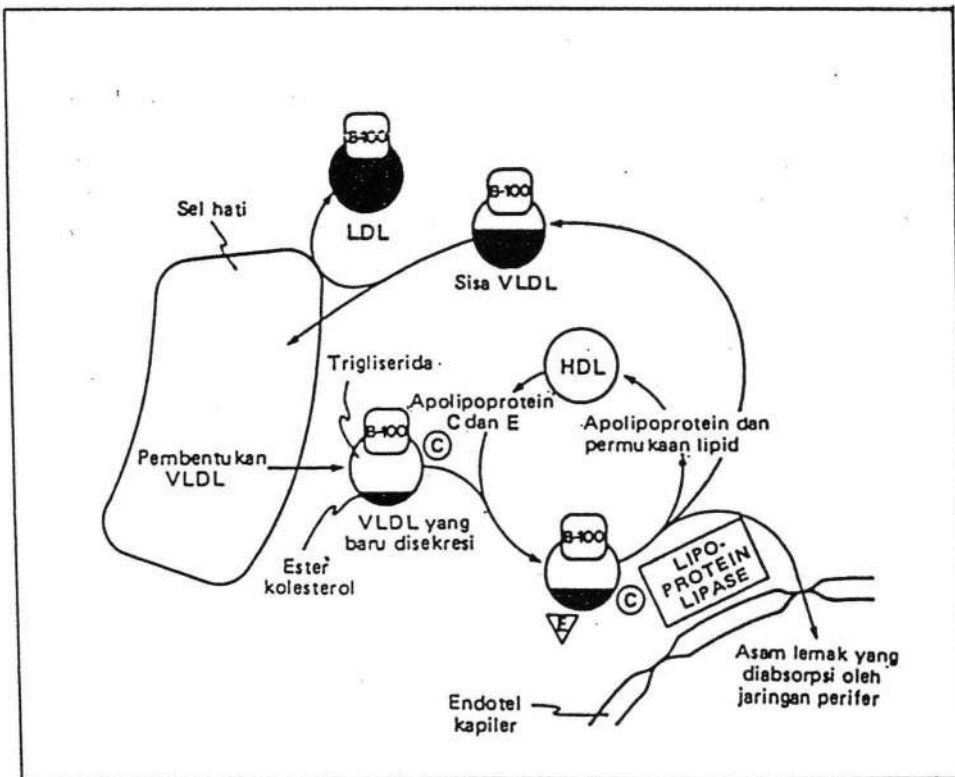 B-100
LDL
Sel hati
B-100
Sisa VLDL
Trigliserida
HDL
Apolipoprotein
C dan E
Apolipoprotein dan
permukaan lipid
B-100
C
Pembentukan
VLDL
VLDL yang
baru disekresi
Ester
kolesterol
B-100
C
E
LIPO-
PROTEIN
LIPASE
Asam lemak yang
diabsorpsi oleh
jaringan perifer
Endotel
kapiler